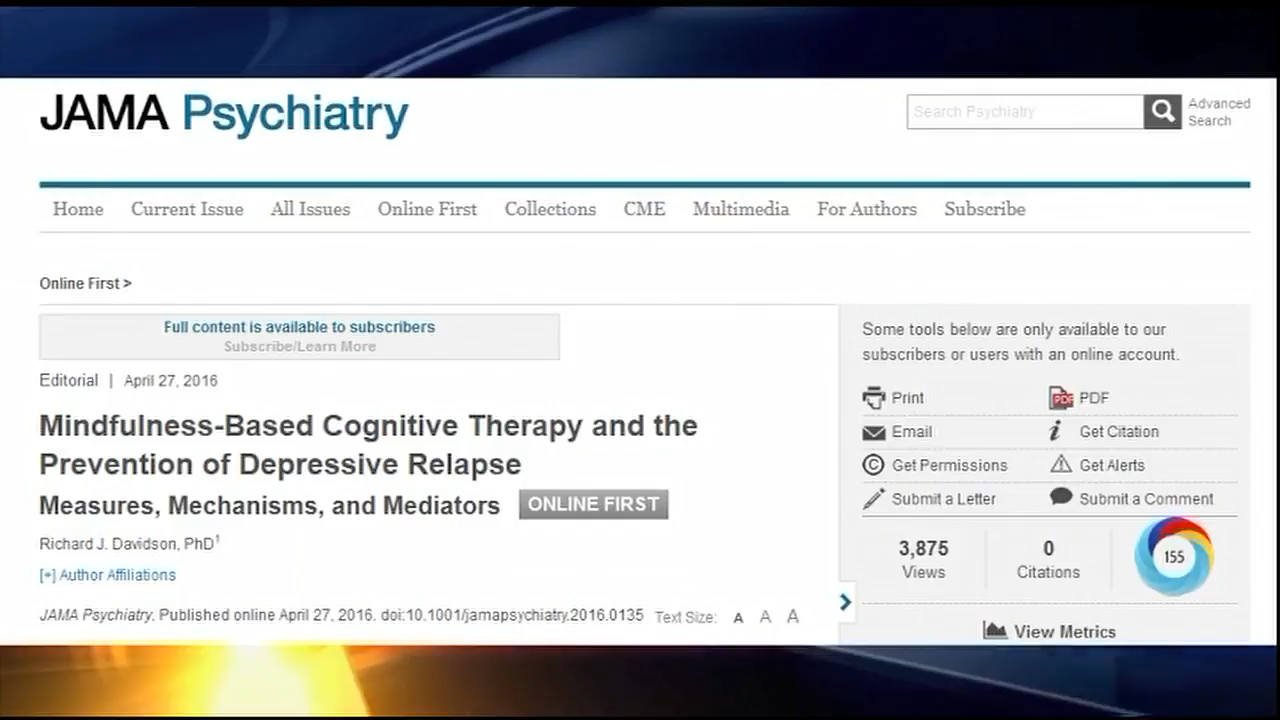 JAMA Psychiatry
Search Psychiatry
Advanced
Search
Home Current Issue All Issues Online First Collections CME Multimedia For Authors Subscribe
Online First >
Full content is available to subscribers
Subscribe/Learn More
Editorial | April 27, 2016
Mindfulness-Based Cognitive Therapy and the
Prevention of Depressive Relapse
Measures, Mechanisms, and Mediators ONLINE FIRST
Richard J. Davidson, PhD1
[+] Author Affiliations
JAMA Psychiatry. Published online April 27, 2016. doi:10.1001/jamapsychiatry.2016.0135 Text Size: A A A
Some tools below are only available to our
subscribers or users with an online account.
Print PDF
Email Get Citation
Get Permissions Get Alerts
Submit a Letter Submit a Comment
3,875 0 155
Views Citations
View Metrics